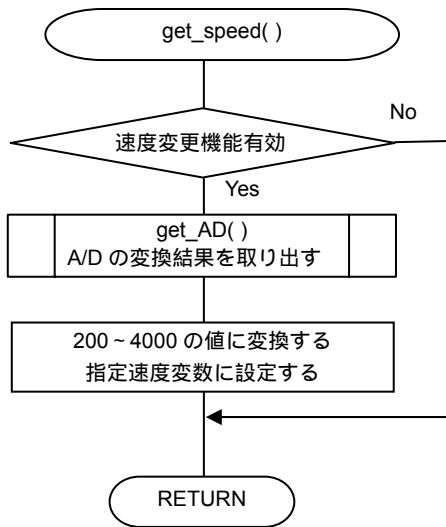 get_speed( )
No
速度変更機能有効
Yes
get_AD( )
A/D の変換結果を取り出す
200 ~ 4000 の値に変換する
指定速度変数に設定する
RETURN